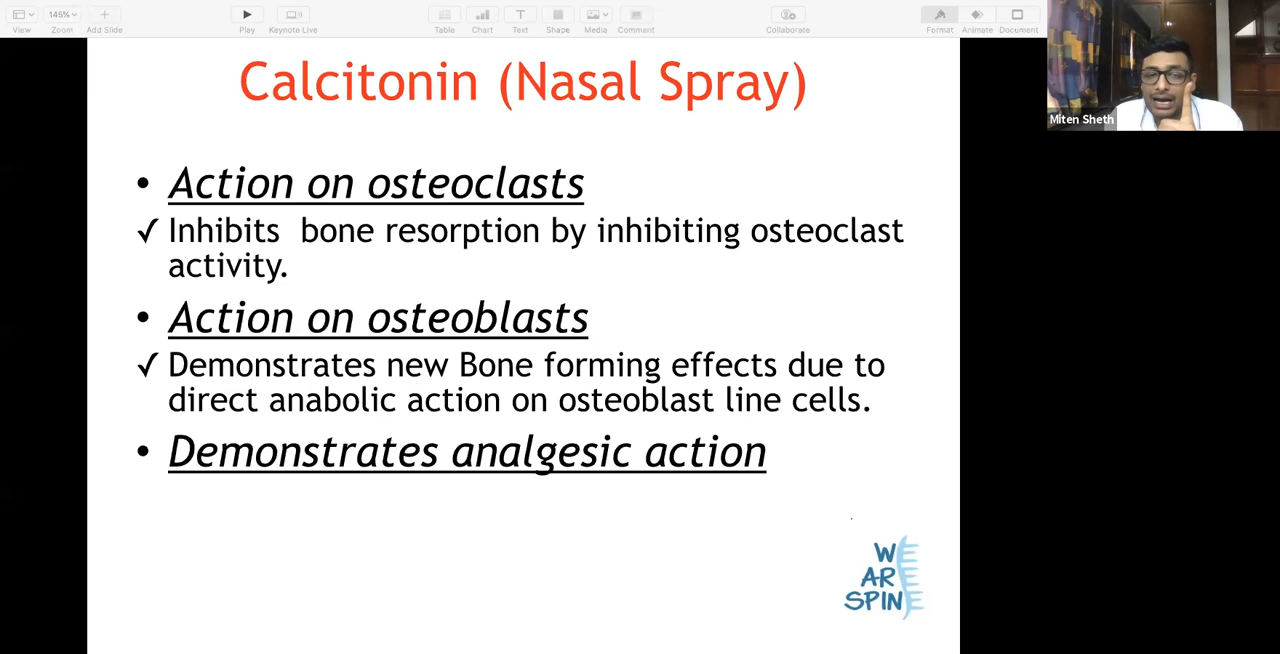 145%
View
Zoom
Add Slide
Play
Keynote Live
Table
Chart
Text
Shape
Media
Comment
Collaborate
Format
Animate
Document
Miten Sheth
Calcitonin (Nasal Spray)
• Action on osteoclasts
✓ Inhibits bone resorption by inhibiting osteoclast
activity.
• Action on osteoblasts
✓ Demonstrates new Bone forming effects due to
direct anabolic action on osteoblast line cells.
• Demonstrates analgesic action
WE
ARE
SPINE